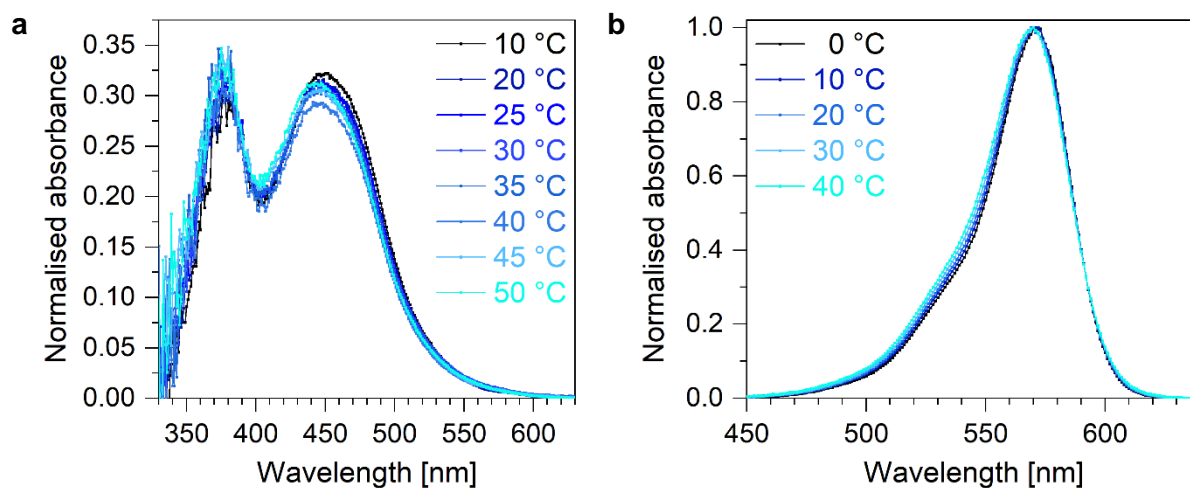 a
0.35
0.30
0.25
0.20
0.15
0.10
0.05
0.00
Normalised absorbance
10 °C
20 °C
25 °C
30 °C
35 °C
40 °C
45 °C
50 °C
350 400 450 500 550 600
Wavelength [nm]
b
1.0
0.8
0.6
0.4
0.2
0.0
Normalised absorbance
0 °C
10 °C
20 °C
30 °C
40 °C
450 500 550 600
Wavelength [nm]